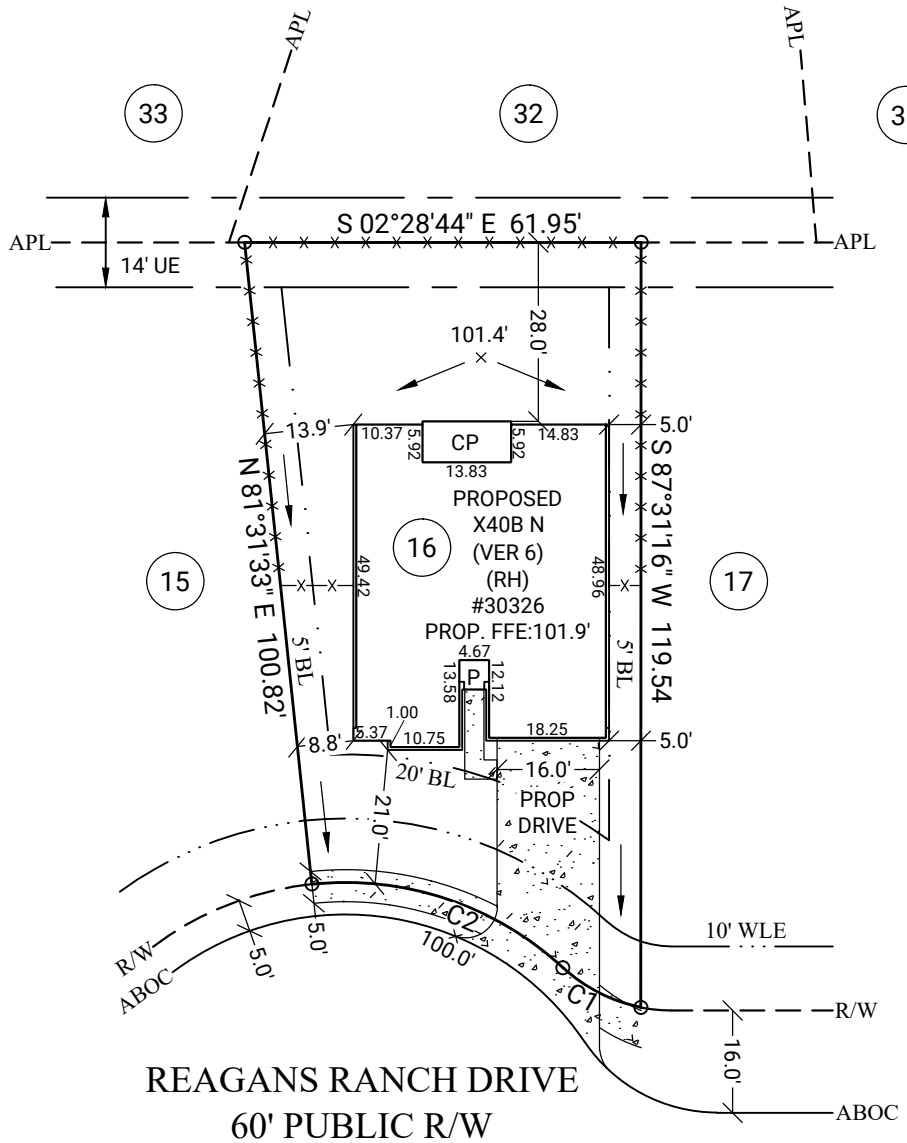 APL
APL
33
32
3
S 02°28'44" E 61.95'
APL
APL
14' UE
101.4'
28.0'
13.9'
10.37
5.92
CP
5.92
14.83
5.0'
13.83
N 81°31'33" E 100.82'
S 87°31'16" W 119.54
PROPOSED
X40B N
(VER 6)
(RH)
#30326
PROP. FFE:101.9'
16
15
17
49.42
48.96
5' BL
5' BL
4.67
13.58
P
12.12
1.00
5.37
10.75
18.25
8.8'
5.0'
20' BL
16.0'
PROP
DRIVE
21.0'
C2
100.0'
C1
10' WLE
5.0'
5.0'
R/W
ABOC
R/W
16.0'
ABOC
REAGANS RANCH DRIVE
60' PUBLIC R/W